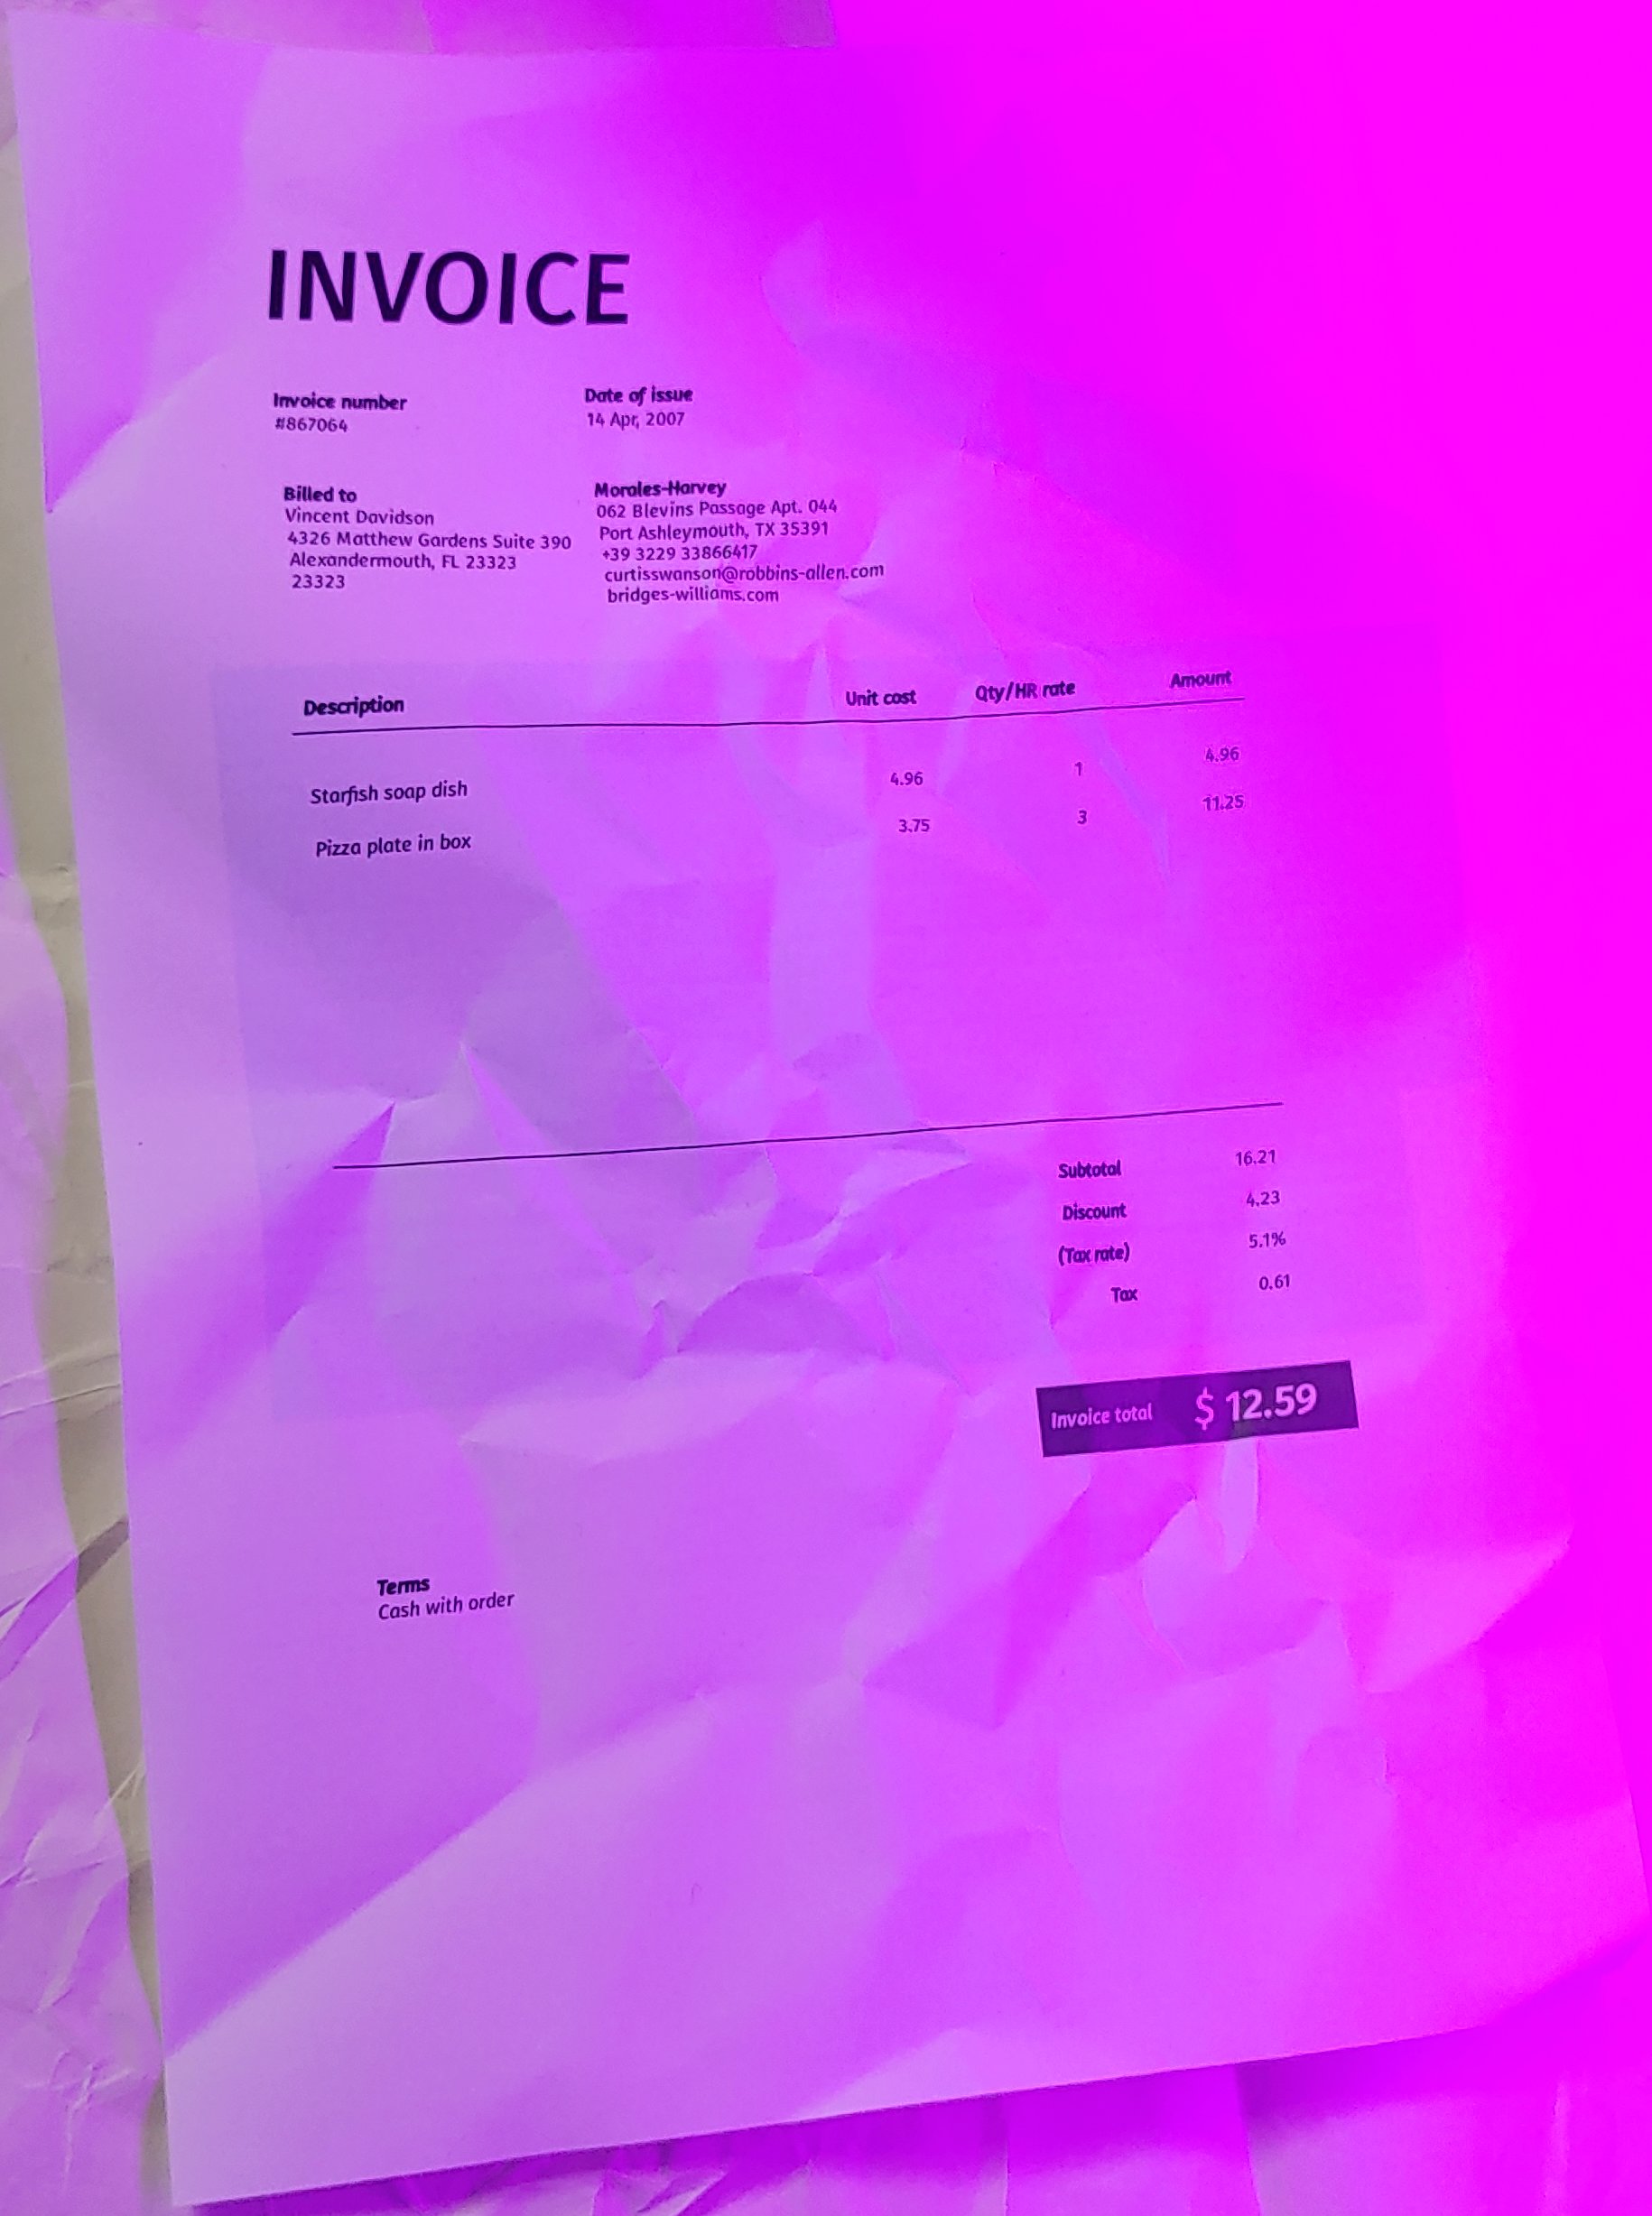 INVOICE
Invoice number
#867064
Date of issue
14 Apr, 2007
Billed to
Vincent Davidson
4326 Matthew Gardens Suite 390
Alexandermouth, FL 23323
23323
Morales-Harvey
062 Blevins Passage Apt. 044
Port Ashleymouth, TX 35391
+39 3229 33866417
curtisswanson@robbins-allen.com
bridges-williams.com
Description Unit cost Qty/HR rate Amount
Starfish soap dish 4.96 1 4.96
Pizza plate in box 3.75 3 11.25
Subtotal 16.21
Discount 4.23
(Tax rate) 5.1%
Tax 0.61
Invoice total $ 12.59
Terms
Cash with order